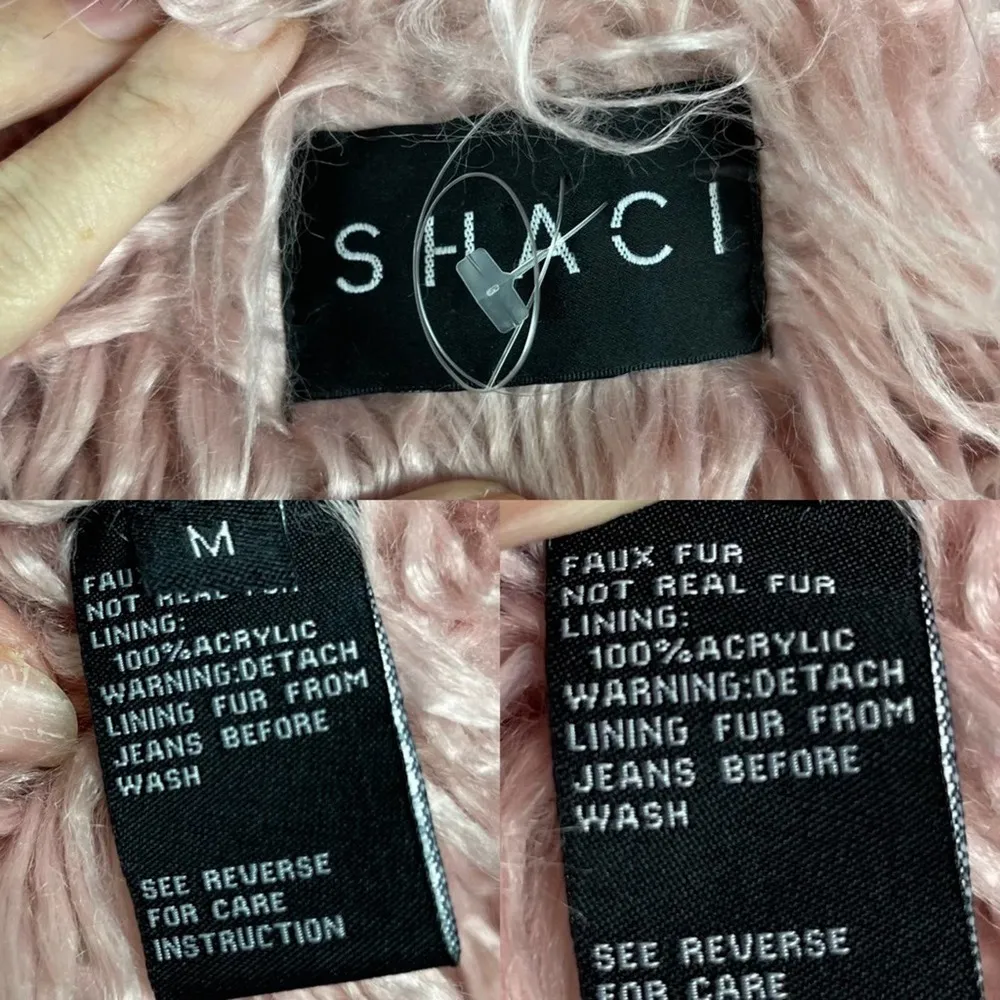 SHACI
M
FAU
NOT REAL FUR
LINING:
100%ACRYLIC
WARNING:DETACH
LINING FUR FROM
JEANS BEFORE
WASH
SEE REVERSE
FOR CARE
INSTRUCTION
FAUX FUR
NOT REAL FUR
LINING:
100%ACRYLIC
WARNING:DETACH
LINING FUR FROM
JEANS BEFORE
WASH
SEE REVERSE
FOR CARE